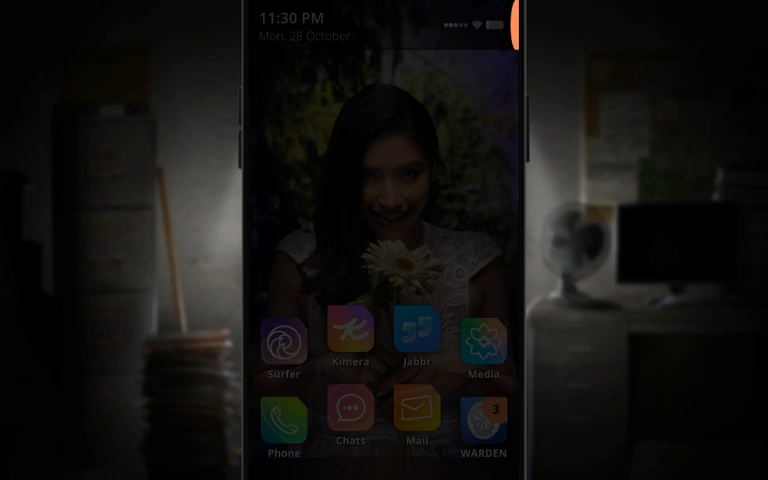 11:30 PM
Mon, 28 October
Surfer
Kimera
Jabbr
Media
3
Phone
Chats
Mail
WARDEN